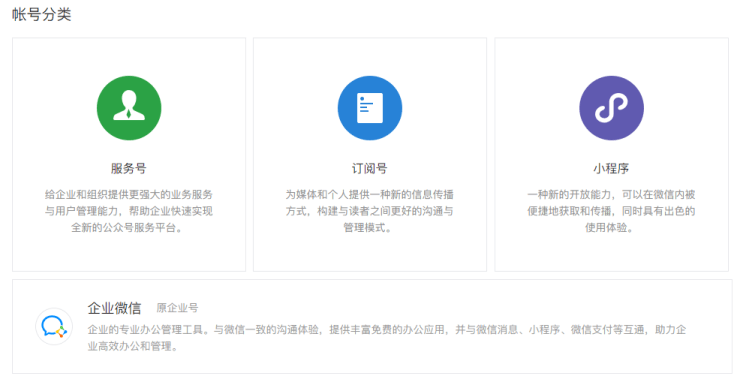 帐号分类
服务号
给企业和组织提供更强大的业务服务
与用户管理能力，帮助企业快速实现
全新的公众号服务平台。
订阅号
为媒体和个人提供一种新的信息传播
方式，构建与读者之间更好的沟通与
管理模式。
小程序
一种新的开放能力，可以在微信内被
便捷地获取和传播，同时具有出色的
使用体验。
企业微信 原企业号
企业的专业办公管理工具。与微信一致的沟通体验，提供丰富免费的办公应用，并与微信消息、小程序、微信支付等互通，助力企
业高效办公和管理。